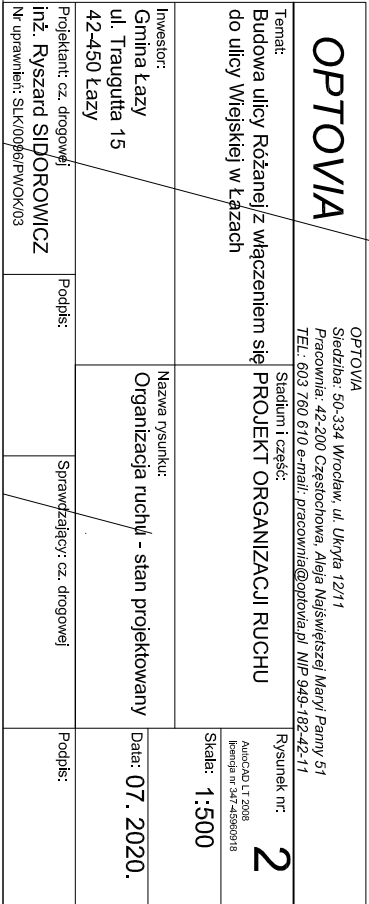 OPTOVIA
OPTOVIA
Siedziba: 50-334 Wrocław, ul. Ukryta 12/11
Pracownia: 42-200 Częstochowa, Aleja Najświętszej Maryi Panny 51
TEL: 603 760 610 e-mail: pracownia@optovia.pl NIP 949-182-42-11
Temat:
Budowa ulicy Różanej z włączeniem się
do ulicy Wiejskiej w Łazach
Stadium i część:
PROJEKT ORGANIZACJI RUCHU
Rysunek nr:
2
AutoCAD LT 2008
licencja nr 347-45960918
Skala: 1:500
Inwestor:
Gmina Łazy
ul. Traugutta 15
42-450 Łazy
Nazwa rysunku:
Organizacja ruchu - stan projektowany
Data: 07. 2020.
Projektant: cz. drogowej
inż. Ryszard SIDOROWICZ
Nr uprawnień: SLK/0096/PWOK/03
Podpis:
Sprawdzający: cz. drogowej
Podpis: